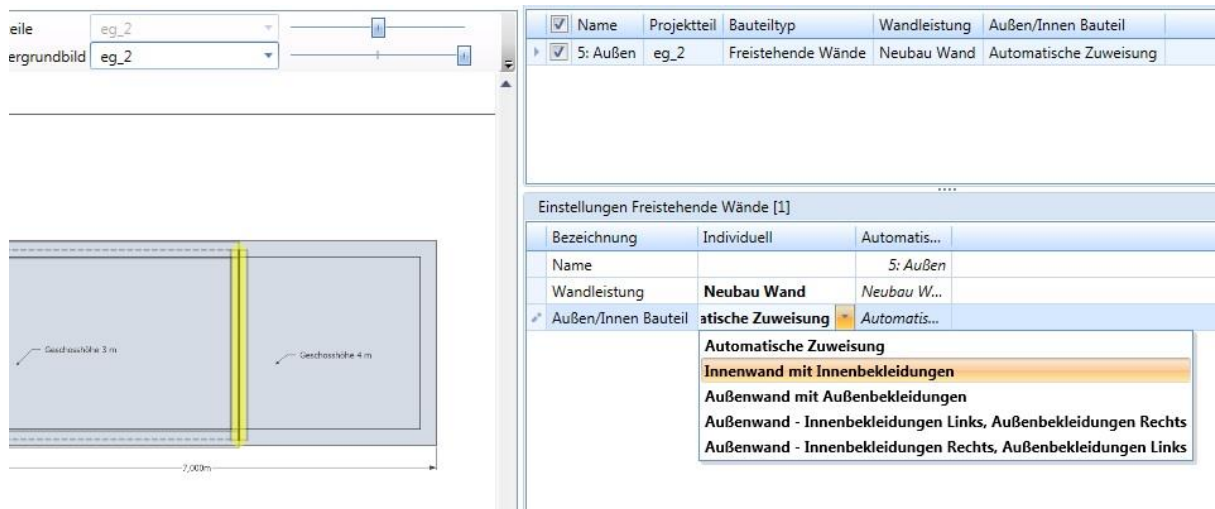 eile eg_2
ergrundbild eg_2
Geschosshöhe 3 m
Geschosshöhe 4 m
7,000m
Name Projektteil Bauteiltyp Wandleistung Außen/Innen Bauteil
5: Außen eg_2 Freistehende Wände Neubau Wand Automatische Zuweisung
Einstellungen Freistehende Wände [1]
Bezeichnung Individuell Automatis...
Name 5: Außen
Wandleistung Neubau Wand Neubau W...
Außen/Innen Bauteil atische Zuweisung Automatis...
Automatische Zuweisung
Innenwand mit Innenbekleidungen
Außenwand mit Außenbekleidungen
Außenwand - Innenbekleidungen Links, Außenbekleidungen Rechts
Außenwand - Innenbekleidungen Rechts, Außenbekleidungen Links